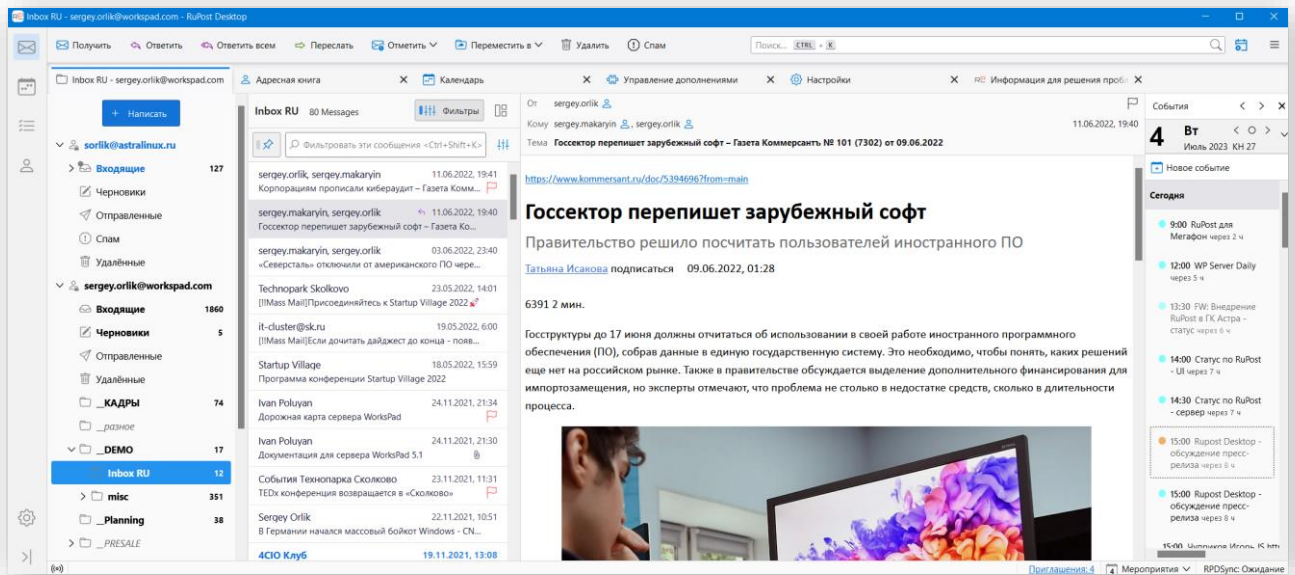 Inbox RU - sergey.orlik@workspad.com - RuPost Desktop
Получить Ответить Ответить всем Переслать Отметить Переместить в Удалить Спам Поиск... CTRL + K
Inbox RU - sergey.orlik@workspad.com Адресная книга Календарь Управление дополнениями Настройки Информация для решения пробл
+ Написать
sorlik@astralinux.ru
Входящие 127
Черновики
Отправленные
Спам
Удалённые
sergey.orlik@workspad.com
Входящие 1860
Черновики 5
Отправленные
Удалённые
__КАДРЫ 74
_разное
__DEMO 17
Inbox RU 12
misc 351
_Planning 38
_PRESALE
Inbox RU 80 Messages Фильтры
Фильтровать эти сообщения <Ctrl+Shift+K>
sergey.orlik, sergey.makaryin 11.06.2022, 19:41
Корпорациям прописали кибераудит – Газета Комм...
sergey.makaryin, sergey.orlik 11.06.2022, 19:40
Госсектор перепишет зарубежный софт – Газета Ко...
sergey.makaryin, sergey.orlik 03.06.2022, 23:40
«Северсталь» отключили от американского ПО чере...
Technopark Skolkovo 23.05.2022, 14:01
[!!Mass Mail]Присоединяйтесь к Startup Village 2022
it-cluster@sk.ru 19.05.2022, 6:00
[!!Mass Mail]Если дочитать дайджест до конца - появ...
Startup Village 18.05.2022, 15:59
Программа конференции Startup Village 2022
Ivan Poluyan 24.11.2021, 21:34
Дорожная карта сервера WorksPad
Ivan Poluyan 24.11.2021, 21:30
Документация для сервера WorksPad 5.1
События Технопарка Сколково 23.11.2021, 11:31
TEDx конференция возвращается в «Сколково»
Sergey Orlik 22.11.2021, 10:51
В Германии начался массовый бойкот Windows - CN...
4CIO Клуб 19.11.2021, 13:08
От sergey.orlik
Кому sergey.makaryin, sergey.orlik 11.06.2022, 19:40
Тема Госсектор перепишет зарубежный софт – Газета Коммерсантъ № 101 (7302) от 09.06.2022
https://www.kommersant.ru/doc/5394696?from=main
Госсектор перепишет зарубежный софт
Правительство решило посчитать пользователей иностранного ПО
Татьяна Исакова подписаться 09.06.2022, 01:28
6391 2 мин.
Госструктуры до 17 июня должны отчитаться об использовании в своей работе иностранного программного
обеспечения (ПО), собрав данные в единую государственную систему. Это необходимо, чтобы понять, каких решений
еще нет на российском рынке. Также в правительстве обсуждается выделение дополнительного финансирования для
импортозамещения, но эксперты отмечают, что проблема не столько в недостатке средств, сколько в длительности
процесса.
События
4 Вт
Июль 2023 КН 27
Новое событие
Сегодня
9:00 RuPost для
Мегафон через 2 ч
12:00 WP Server Daily
через 5 ч
13:30 FW: Внедрение
RuPost в ГК Астра -
статус через 6 ч
14:00 Статус по RuPost
- UI через 7 ч
14:30 Статус по RuPost
- сервер через 7 ч
15:00 Rupost Desktop -
обсуждение пресс-
релиза через 8 ч
15:00 Rupost Desktop -
обсуждение пресс-
релиза через 8 ч
15:00 Чуприков Игорь
Приглашения: 4 4 Мероприятия RPDSync: Ожидание